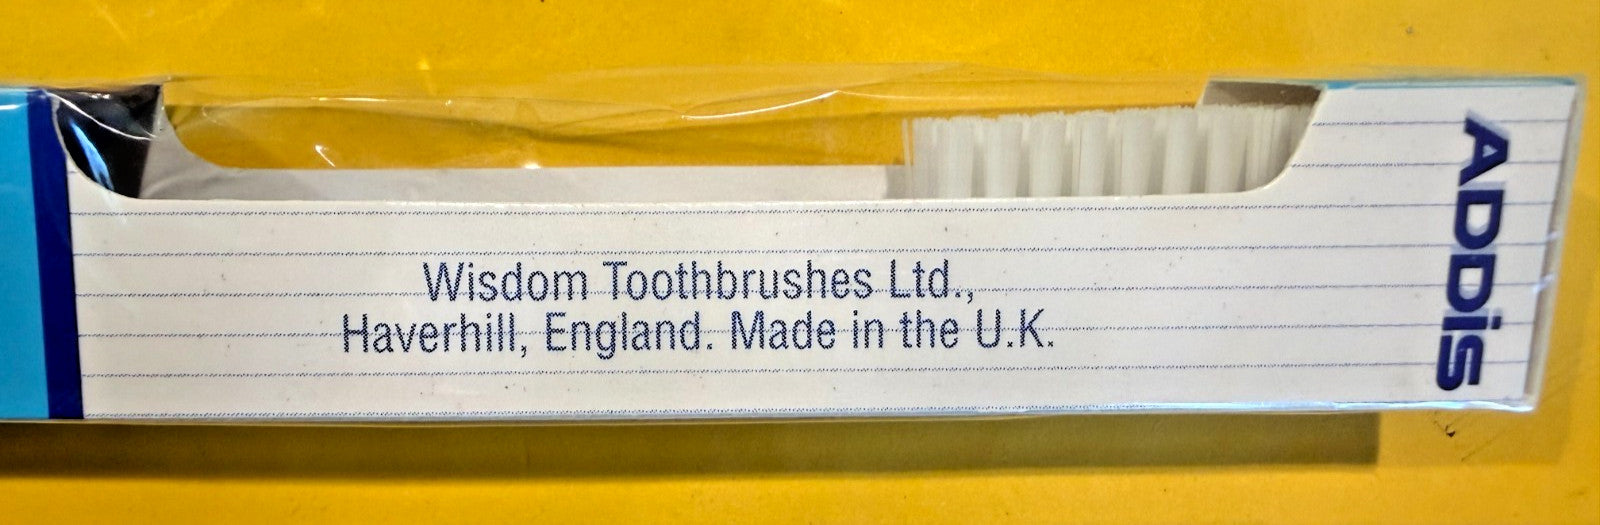 Wisdom Toothbrushes Ltd.,
Haverhill, England. Made in the U.K.
ADDiS